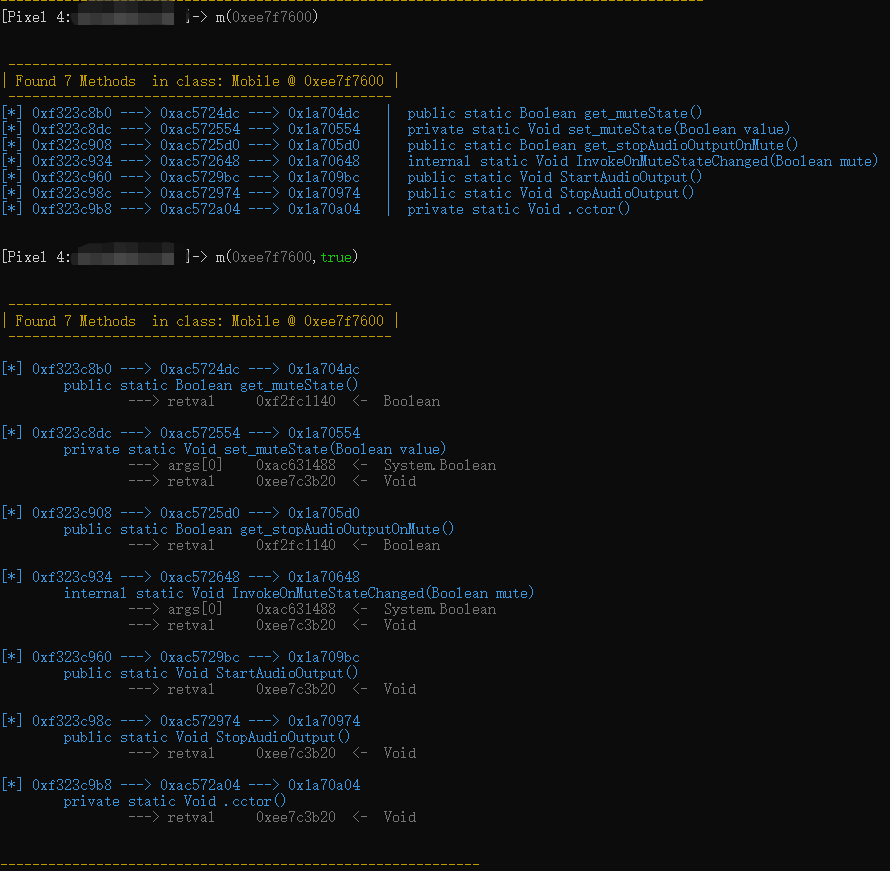 [Pixel 4: ]-> m(0xee7f7600)
| Found 7 Methods in class: Mobile @ 0xee7f7600 |
[*] 0xf323c8b0 ---> 0xac5724dc ---> 0x1a704dc | public static Boolean get_muteState()
[*] 0xf323c8dc ---> 0xac572554 ---> 0x1a70554 | private static Void set_muteState(Boolean value)
[*] 0xf323c908 ---> 0xac5725d0 ---> 0x1a705d0 | public static Boolean get_stopAudioOutputOnMute()
[*] 0xf323c934 ---> 0xac572648 ---> 0x1a70648 | internal static Void InvokeOnMuteStateChanged(Boolean mute)
[*] 0xf323c960 ---> 0xac5729bc ---> 0x1a709bc | public static Void StartAudioOutput()
[*] 0xf323c98c ---> 0xac572974 ---> 0x1a70974 | public static Void StopAudioOutput()
[*] 0xf323c9b8 ---> 0xac572a04 ---> 0x1a70a04 | private static Void .cctor()
[Pixel 4: ]-> m(0xee7f7600,true)
| Found 7 Methods in class: Mobile @ 0xee7f7600 |
[*] 0xf323c8b0 ---> 0xac5724dc ---> 0x1a704dc
public static Boolean get_muteState()
---> retval 0xf2fc1140 <- Boolean
[*] 0xf323c8dc ---> 0xac572554 ---> 0x1a70554
private static Void set_muteState(Boolean value)
---> args[0] 0xac631488 <- System.Boolean
---> retval 0xee7c3b20 <- Void
[*] 0xf323c908 ---> 0xac5725d0 ---> 0x1a705d0
public static Boolean get_stopAudioOutputOnMute()
---> retval 0xf2fc1140 <- Boolean
[*] 0xf323c934 ---> 0xac572648 ---> 0x1a70648
internal static Void InvokeOnMuteStateChanged(Boolean mute)
---> args[0] 0xac631488 <- System.Boolean
---> retval 0xee7c3b20 <- Void
[*] 0xf323c960 ---> 0xac5729bc ---> 0x1a709bc
public static Void StartAudioOutput()
---> retval 0xee7c3b20 <- Void
[*] 0xf323c98c ---> 0xac572974 ---> 0x1a70974
public static Void StopAudioOutput()
---> retval 0xee7c3b20 <- Void
[*] 0xf323c9b8 ---> 0xac572a04 ---> 0x1a70a04
private static Void .cctor()
---> retval 0xee7c3b20 <- Void